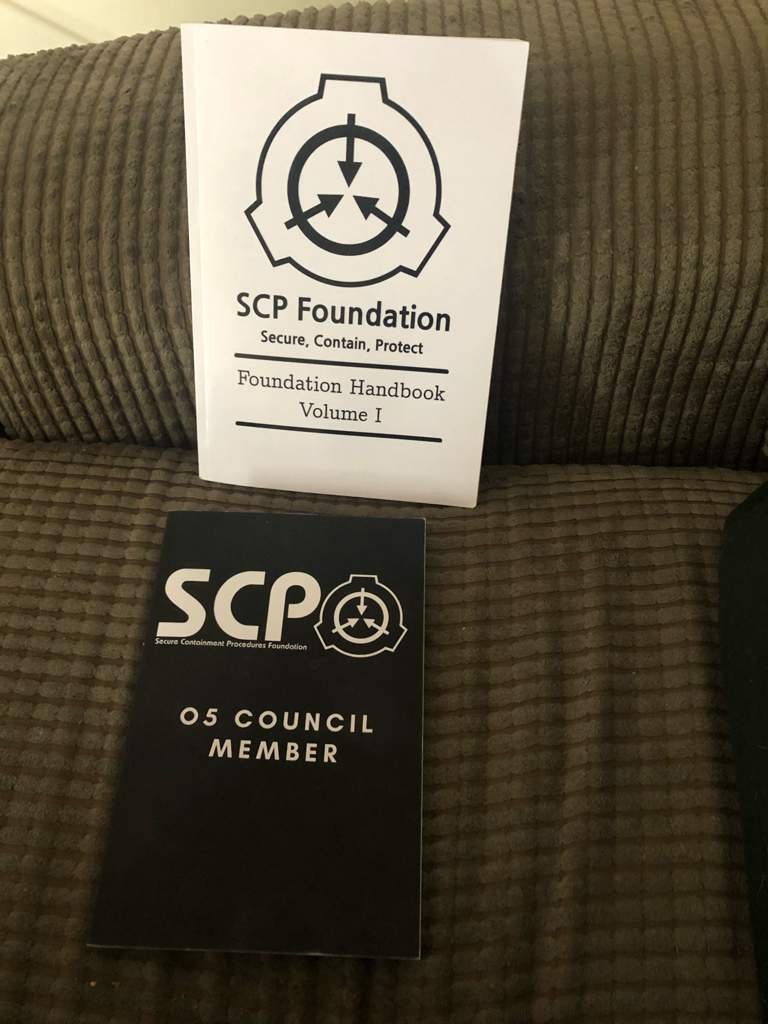 SCP Foundation
Secure, Contain, Protect
Foundation Handbook
Volume I
SCP
Secure Containment Procedures Foundation
O5 COUNCIL
MEMBER